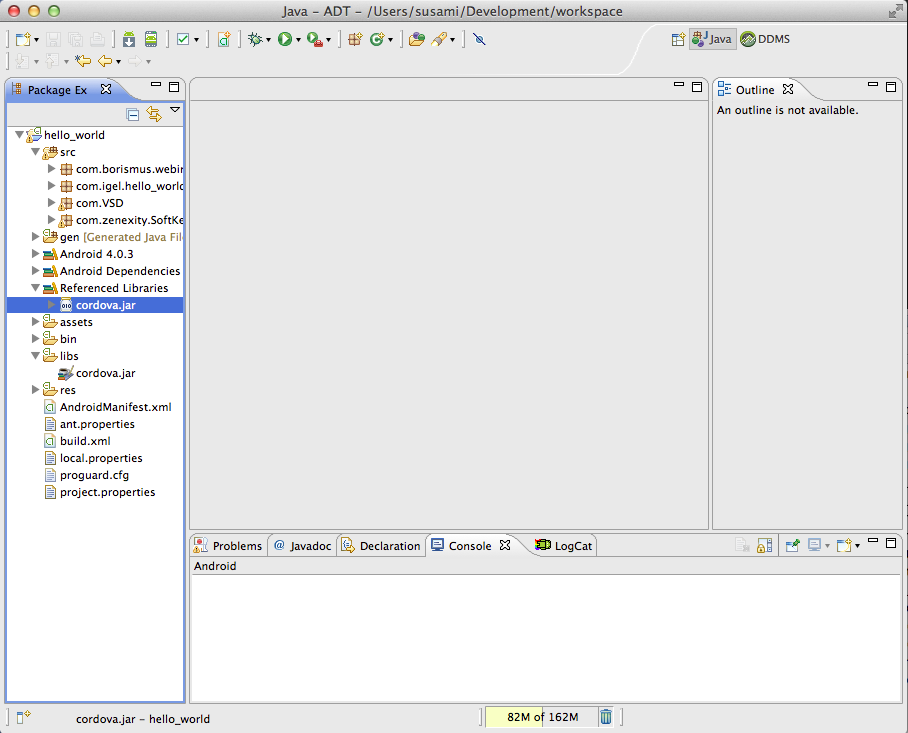 Java – ADT – /Users/susami/Development/workspace
Java
DDMS
Package Ex
hello_world
src
com.borismus.webin
com.igel.hello_world
com.VSD
com.zenexity.SoftKe
gen [Generated Java Fil
Android 4.0.3
Android Dependencies
Referenced Libraries
cordova.jar
assets
bin
libs
cordova.jar
res
AndroidManifest.xml
ant.properties
build.xml
local.properties
proguard.cfg
project.properties
Outline
An outline is not available.
Problems
@ Javadoc
Declaration
Console
LogCat
Android
cordova.jar – hello_world
82M of 162M